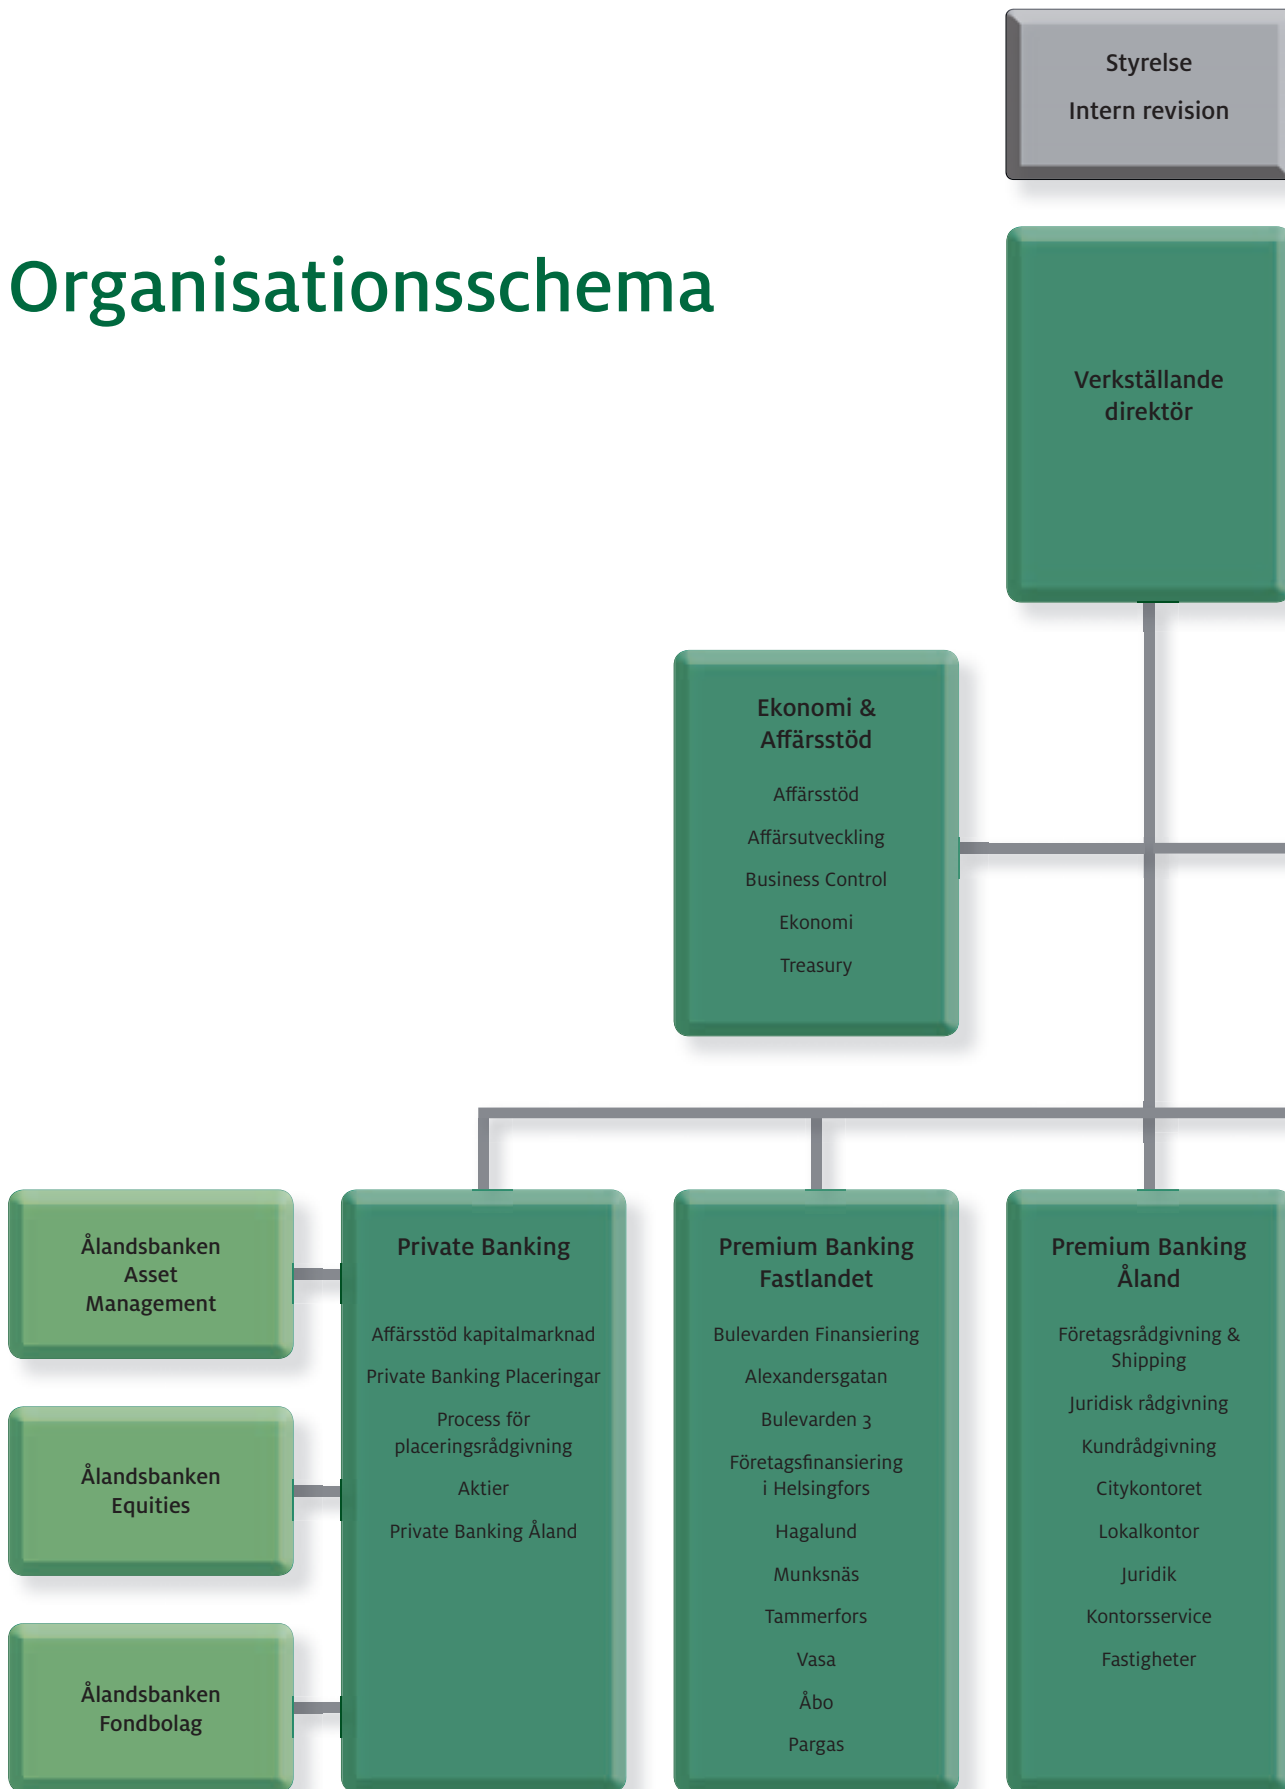 Styrelse
Intern revision
Organisationsschema
Verkställande
direktör
Ekonomi &
Affärsstöd
Affärsstöd
Affärsutveckling
Business Control
Ekonomi
Treasury
Ålandsbanken
Asset
Management
Ålandsbanken
Equities
Ålandsbanken
Fondbolag
Private Banking
Affärsstöd kapitalmarknad
Private Banking Placeringar
Process för
placeringsrådgivning
Aktier
Private Banking Åland
Premium Banking
Fastlandet
Bulevarden Finansiering
Alexandersgatan
Bulevarden 3
Företagsfinansiering
i Helsingfors
Hagalund
Munksnäs
Tammerfors
Vasa
Åbo
Pargas
Premium Banking
Åland
Företagsrådgivning &
Shipping
Juridisk rådgivning
Kundrådgivning
Citykontoret
Lokalkontor
Juridik
Kontorsservice
Fastigheter